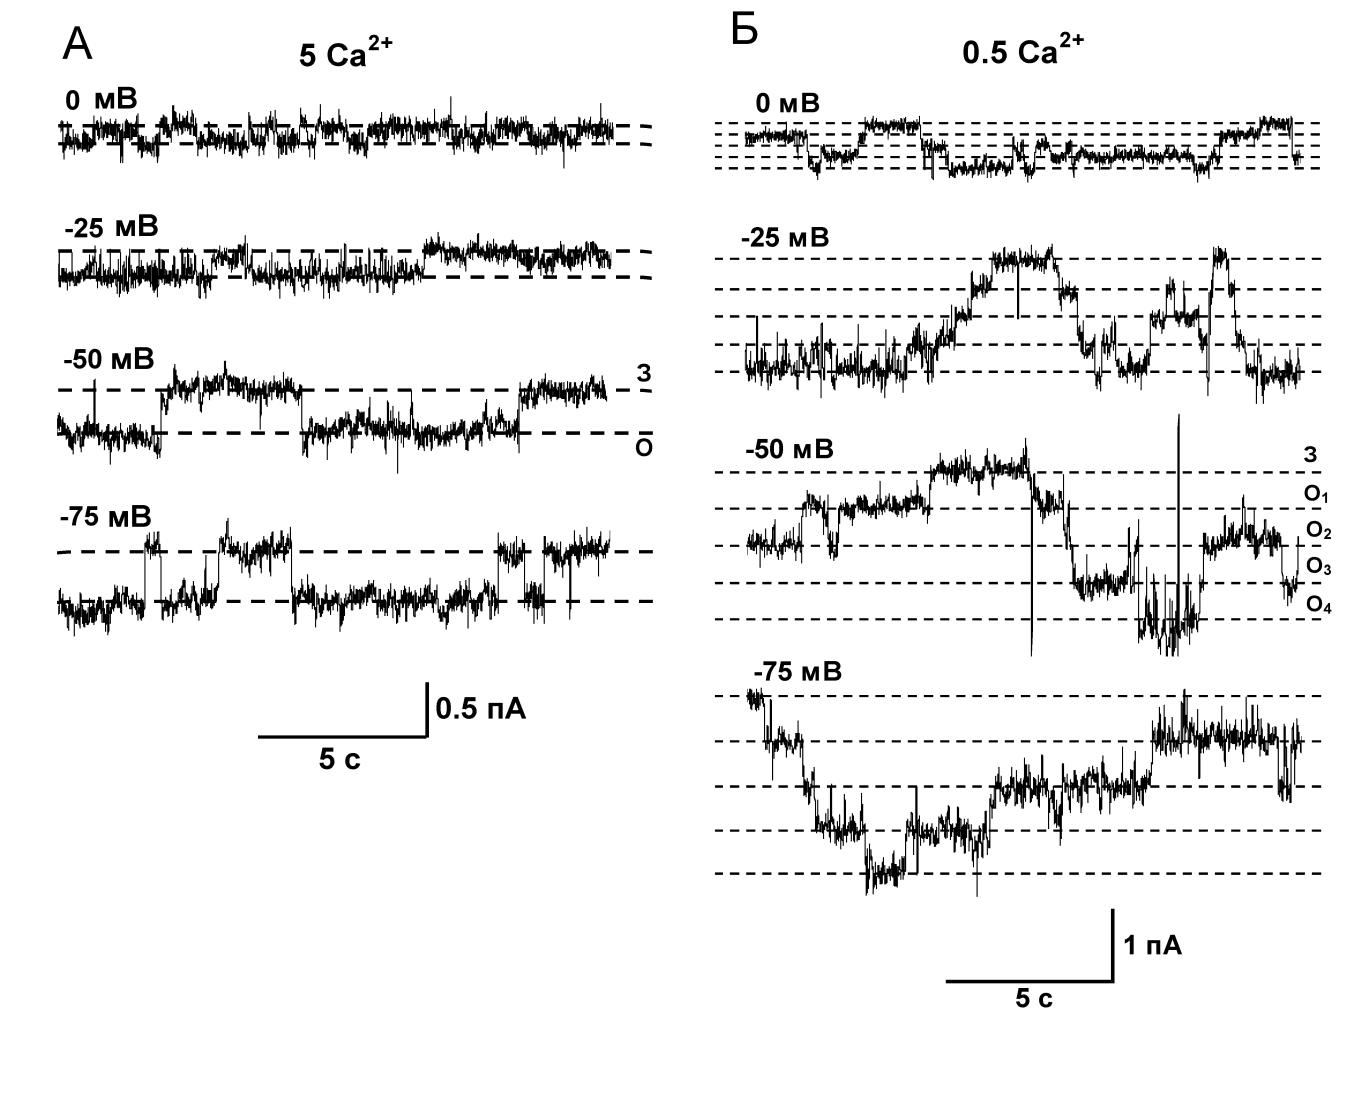 А
5 Ca2+
0 мВ
-25 мВ
-50 мВ
З
О
-75 мВ
0.5 пА
5 с
Б
0.5 Ca2+
0 мВ
-25 мВ
-50 мВ
З
О1
О2
О3
О4
-75 мВ
1 пА
5 с